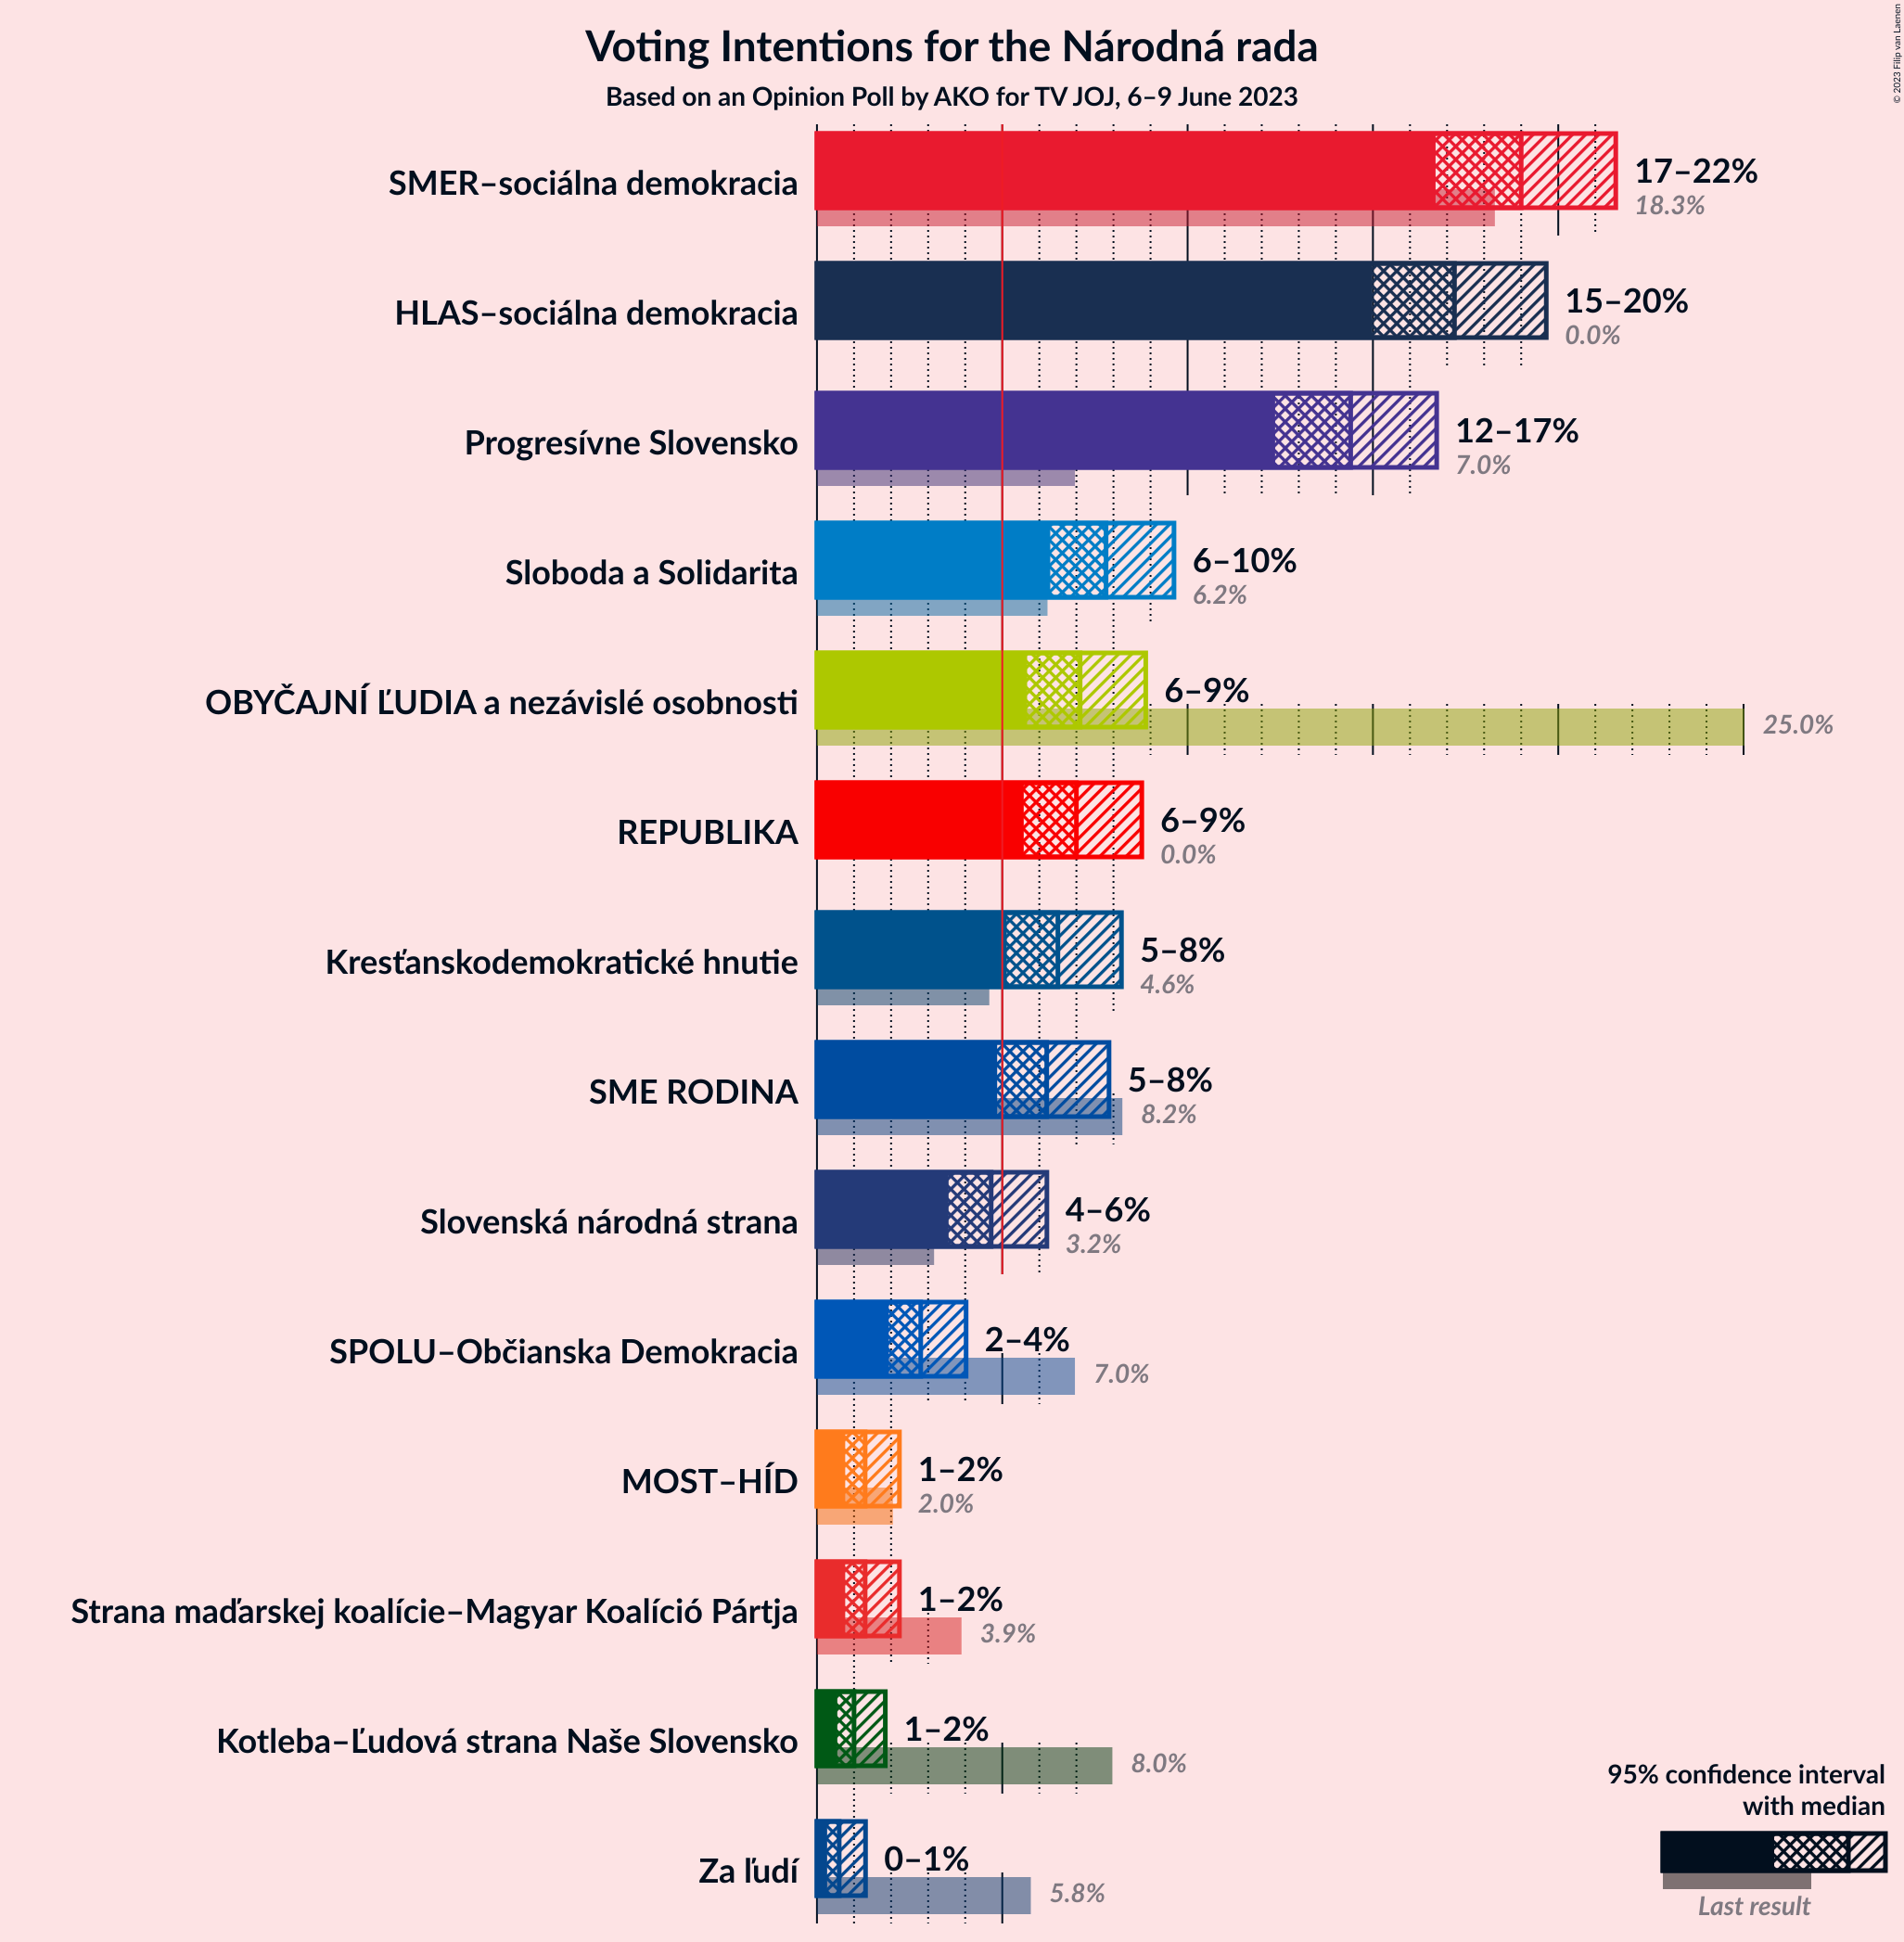 Voting Intentions for the Národná rada
Based on an Opinion Poll by AKO for TV JOJ, 6–9 June 2023
© 2023 Filip van Laenen
SMER–sociálna demokracia
17–22%
18.3%
HLAS–sociálna demokracia
15–20%
0.0%
Progresívne Slovensko
12–17%
7.0%
Sloboda a Solidarita
6–10%
6.2%
OBYČAJNÍ ĽUDIA a nezávislé osobnosti
6–9%
25.0%
REPUBLIKA
6–9%
0.0%
Kresťanskodemokratické hnutie
5–8%
4.6%
SME RODINA
5–8%
8.2%
Slovenská národná strana
4–6%
3.2%
SPOLU–Občianska Demokracia
2–4%
7.0%
MOST–HÍD
1–2%
2.0%
Strana maďarskej koalície–Magyar Koalíció Pártja
1–2%
3.9%
Kotleba–Ľudová strana Naše Slovensko
1–2%
8.0%
Za ľudí
0–1%
5.8%
95% confidence interval
with median
Last result